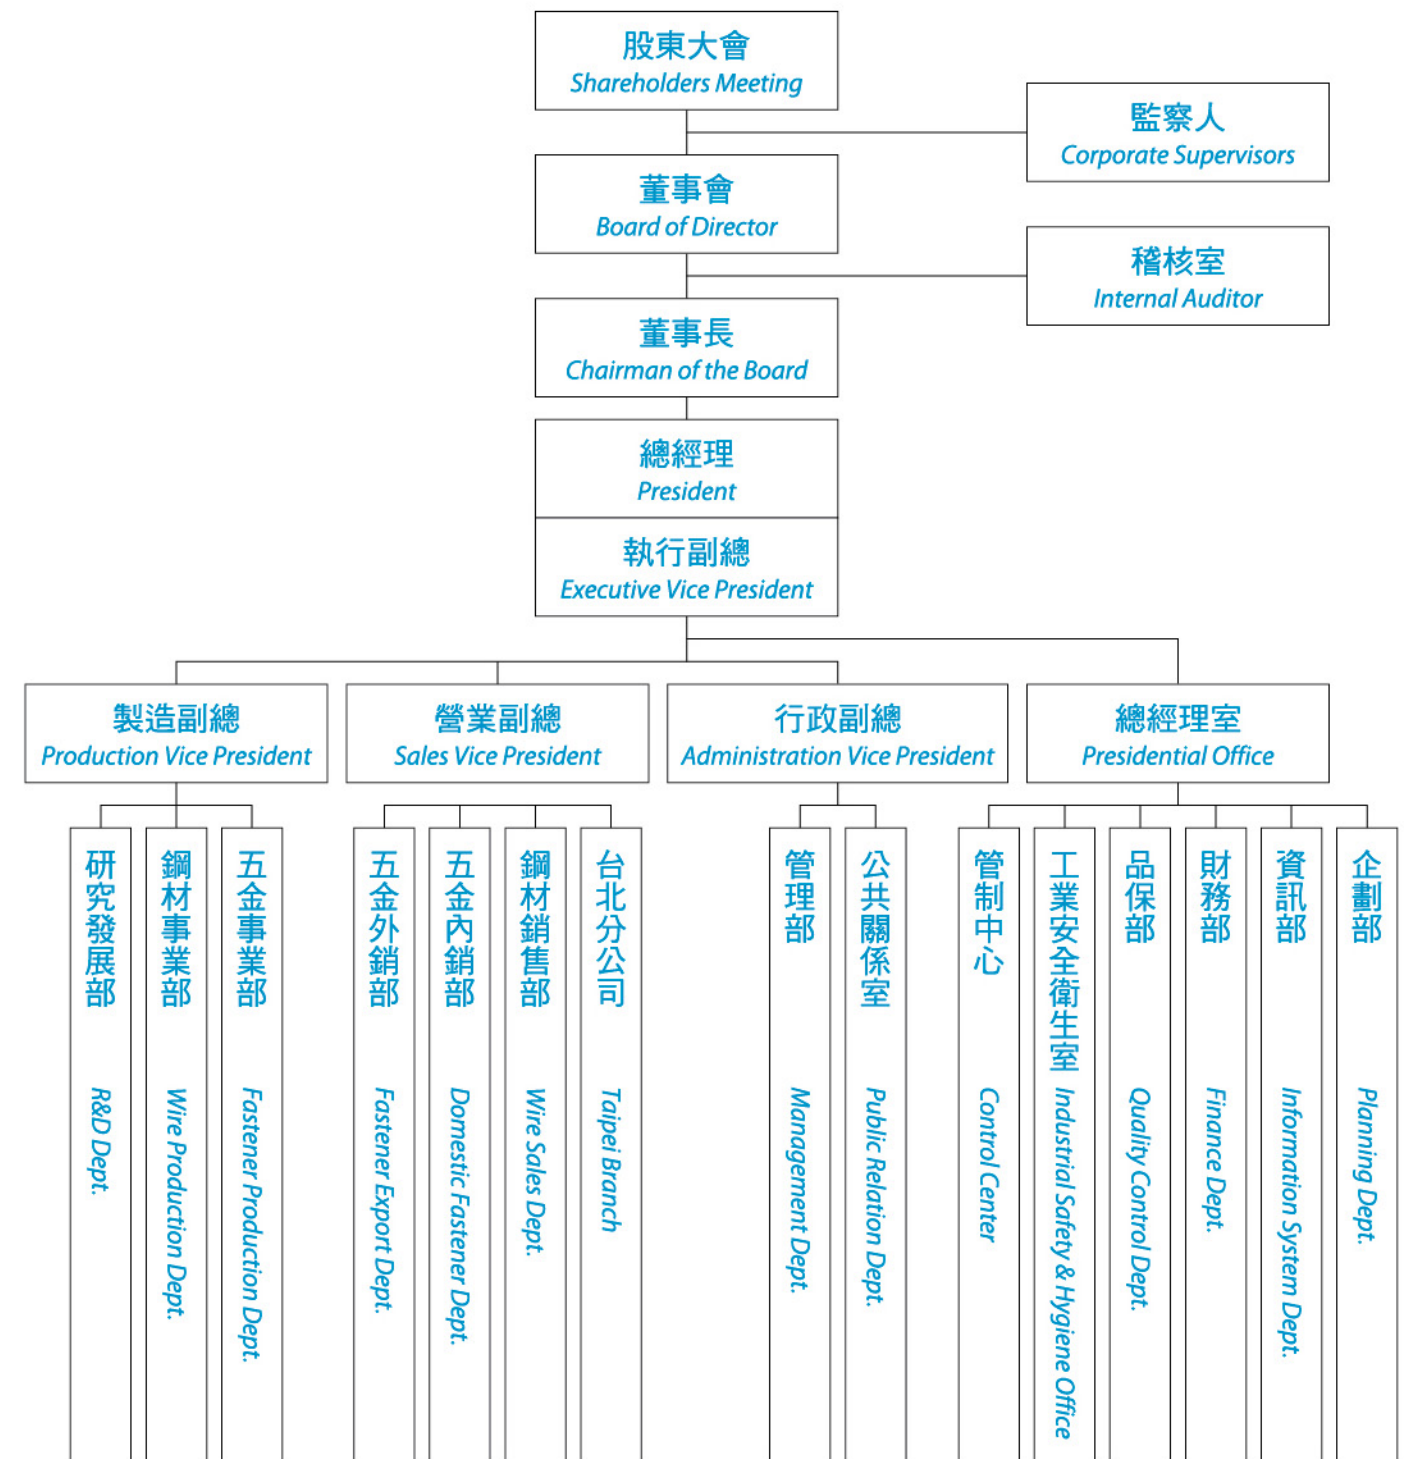 股東大會
Shareholders Meeting
監察人
Corporate Supervisors
董事會
Board of Director
稽核室
Internal Auditor
董事長
Chairman of the Board
總經理
President
執行副總
Executive Vice President
製造副總
Production Vice President
營業副總
Sales Vice President
行政副總
Administration Vice President
總經理室
Presidential Office
研究發展部
R&D Dept.
鋼材事業部
Wire Production Dept.
五金事業部
Fastener Production Dept.
五金外銷部
Fastener Export Dept.
五金內銷部
Domestic Fastener Dept.
鋼材銷售部
Wire Sales Dept.
台北分公司
Taipei Branch
管理部
Management Dept.
公共關係室
Public Relation Dept.
管制中心
Control Center
工業安全衛生室
Industrial Safety & Hygiene Office
品保部
Quality Control Dept.
財務部
Finance Dept.
資訊部
Information System Dept.
企劃部
Planning Dept.